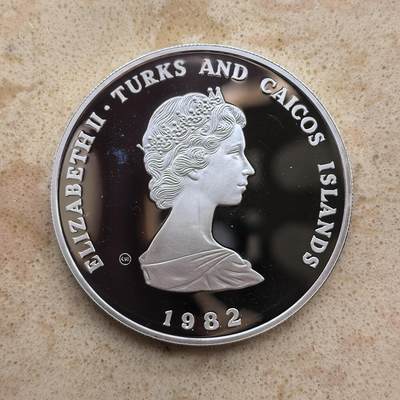 ELIZABETH II · TURKS AND CAICOS ISLANDS
1982